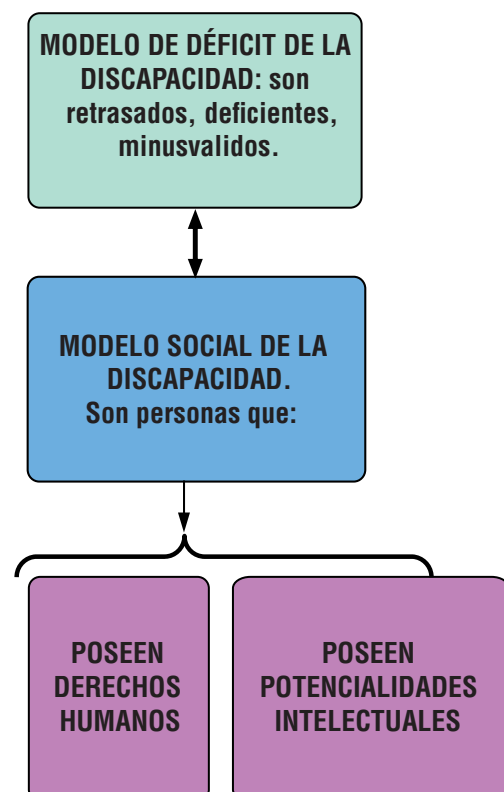 MODELO DE DÉFICIT DE LA
DISCAPACIDAD: son
retrasados, deficientes,
minusvalidos.
MODELO SOCIAL DE LA
DISCAPACIDAD.
Son personas que:
POSEEN
DERECHOS
HUMANOS
POSEEN
POTENCIALIDADES
INTELECTUALES